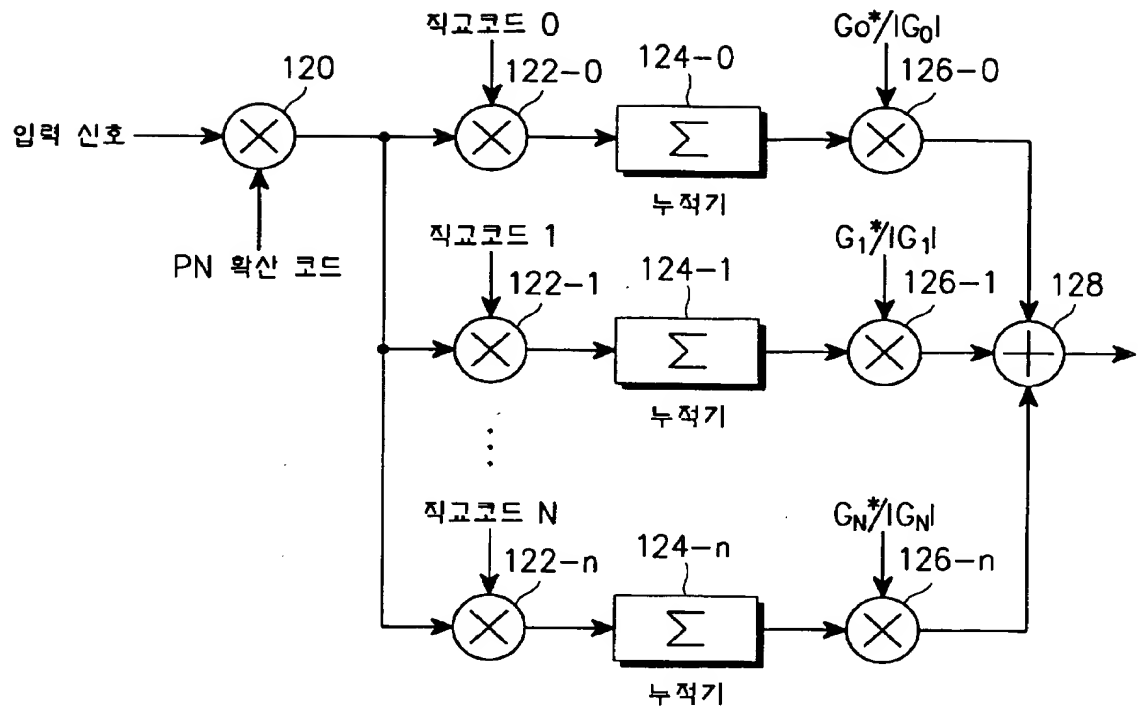 직교코드 0
Go*/|G0|
120
122-0
124-0
126-0
입력 신호
Σ
누적기
PN 확산 코드
직교코드 1
G1*/|G1|
122-1
124-1
126-1
128
Σ
누적기
직교코드 N
GN*/|GN|
122-n
124-n
126-n
Σ
누적기